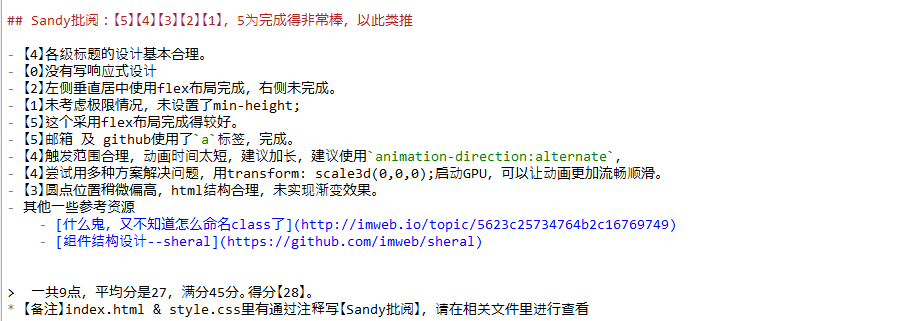 ## Sandy批阅：【5】【4】【3】【2】【1】，5为完成得非常棒，以此类推
- 【4】各级标题的设计基本合理。
- 【0】没有写响应式设计
- 【2】左侧垂直居中使用flex布局完成，右侧未完成。
- 【1】未考虑极限情况，未设置了min-height;
- 【5】这个采用flex布局完成得较好。
- 【5】邮箱 及 github使用了`a`标签，完成。
- 【4】触发范围合理，动画时间太短，建议加长，建议使用`animation-direction:alternate`,
- 【4】尝试用多种方案解决问题，用transform: scale3d(0,0,0);启动GPU，可以让动画更加流畅顺滑。
- 【3】圆点位置稍微偏高，html结构合理，未实现渐变效果。
- 其他一些参考资源
- [什么鬼，又不知道怎么命名class了](http://imweb.io/topic/5623c25734764b2c16769749)
- [组件结构设计--sheral](https://github.com/imweb/sheral)
> 一共9点，平均分是27，满分45分。得分【28】。
* 【备注】index.html & style.css里有通过注释写【Sandy批阅】，请在相关文件里进行查看